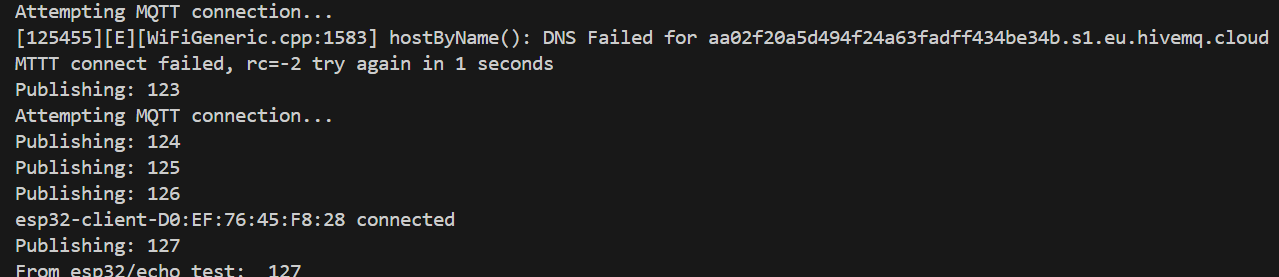 Attempting MQTT connection...
[125455][E][WiFiGeneric.cpp:1583] hostByName(): DNS Failed for aa02f20a5d494f24a63fadff434be34b.s1.eu.hivemq.cloud
MTTT connect failed, rc=-2 try again in 1 seconds
Publishing: 123
Attempting MQTT connection...
Publishing: 124
Publishing: 125
Publishing: 126
esp32-client-D0:EF:76:45:F8:28 connected
Publishing: 127
From esp32/echo_test:  127